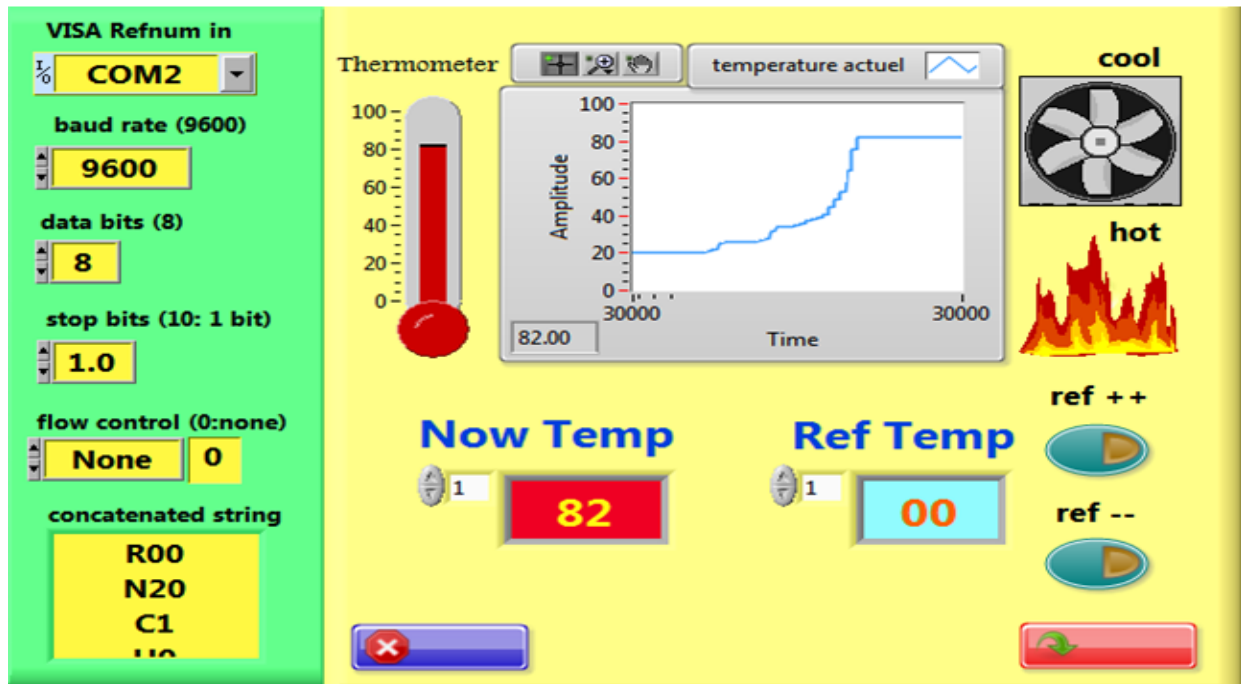 VISA Refnum in
I/O COM2
baud rate (9600)
9600
data bits (8)
8
stop bits (10: 1 bit)
1.0
flow control (0:none)
None 0
concatenated string
R00
N20
C1
Thermometer
100
80
60
40
20
0
temperature actuel
Amplitude
100
80
60
40
20
0
30000 30000
82.00 Time
cool
hot
Now Temp
1 82
Ref Temp
1 00
ref ++
ref --